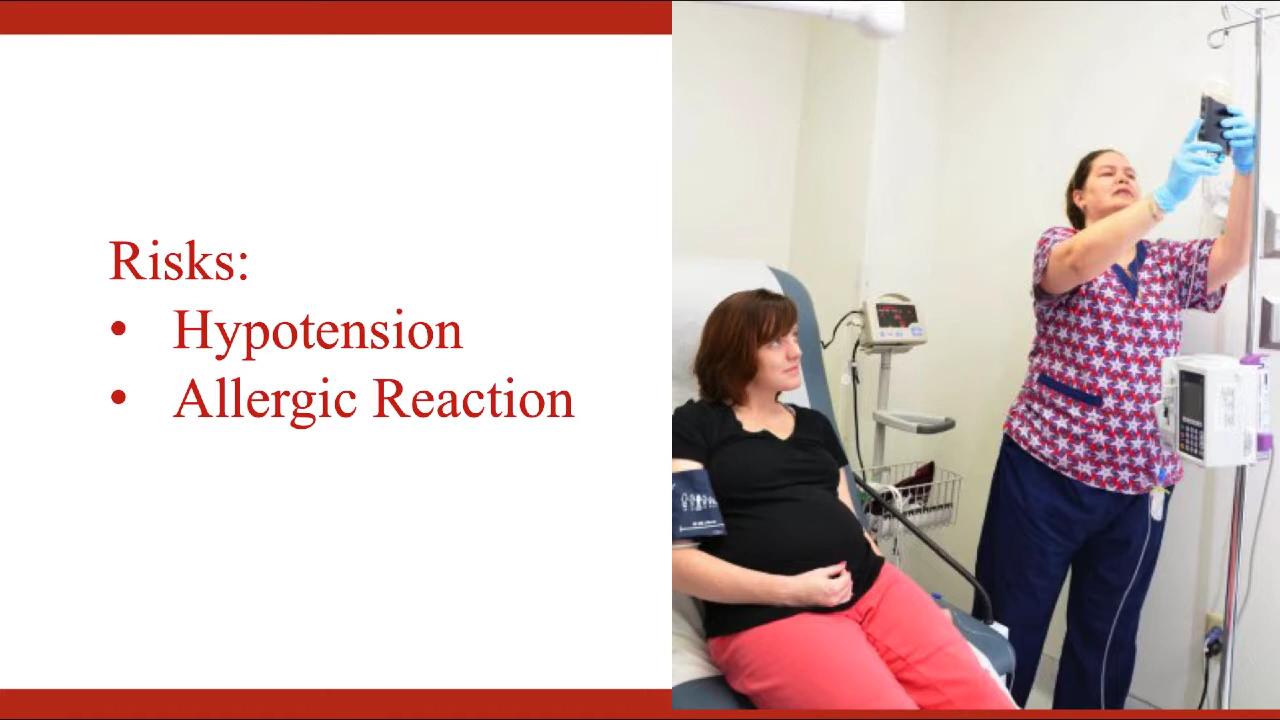 Risks:
• Hypotension
• Allergic Reaction